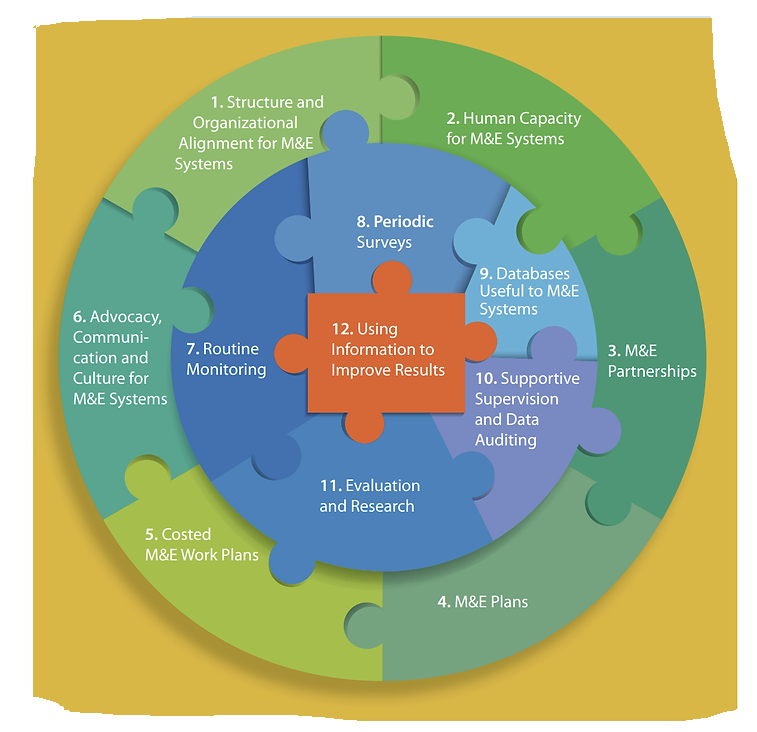 1. Structure and
Organizational
Alignment for M&E
Systems
2. Human Capacity
for M&E Systems
3. M&E
Partnerships
4. M&E Plans
5. Costed
M&E Work Plans
6. Advocacy,
Communi-
cation and
Culture for
M&E Systems
7. Routine
Monitoring
8. Periodic
Surveys
9. Databases
Useful to M&E
Systems
10. Supportive
Supervision
and Data
Auditing
11. Evaluation
and Research
12. Using
Information to
Improve Results